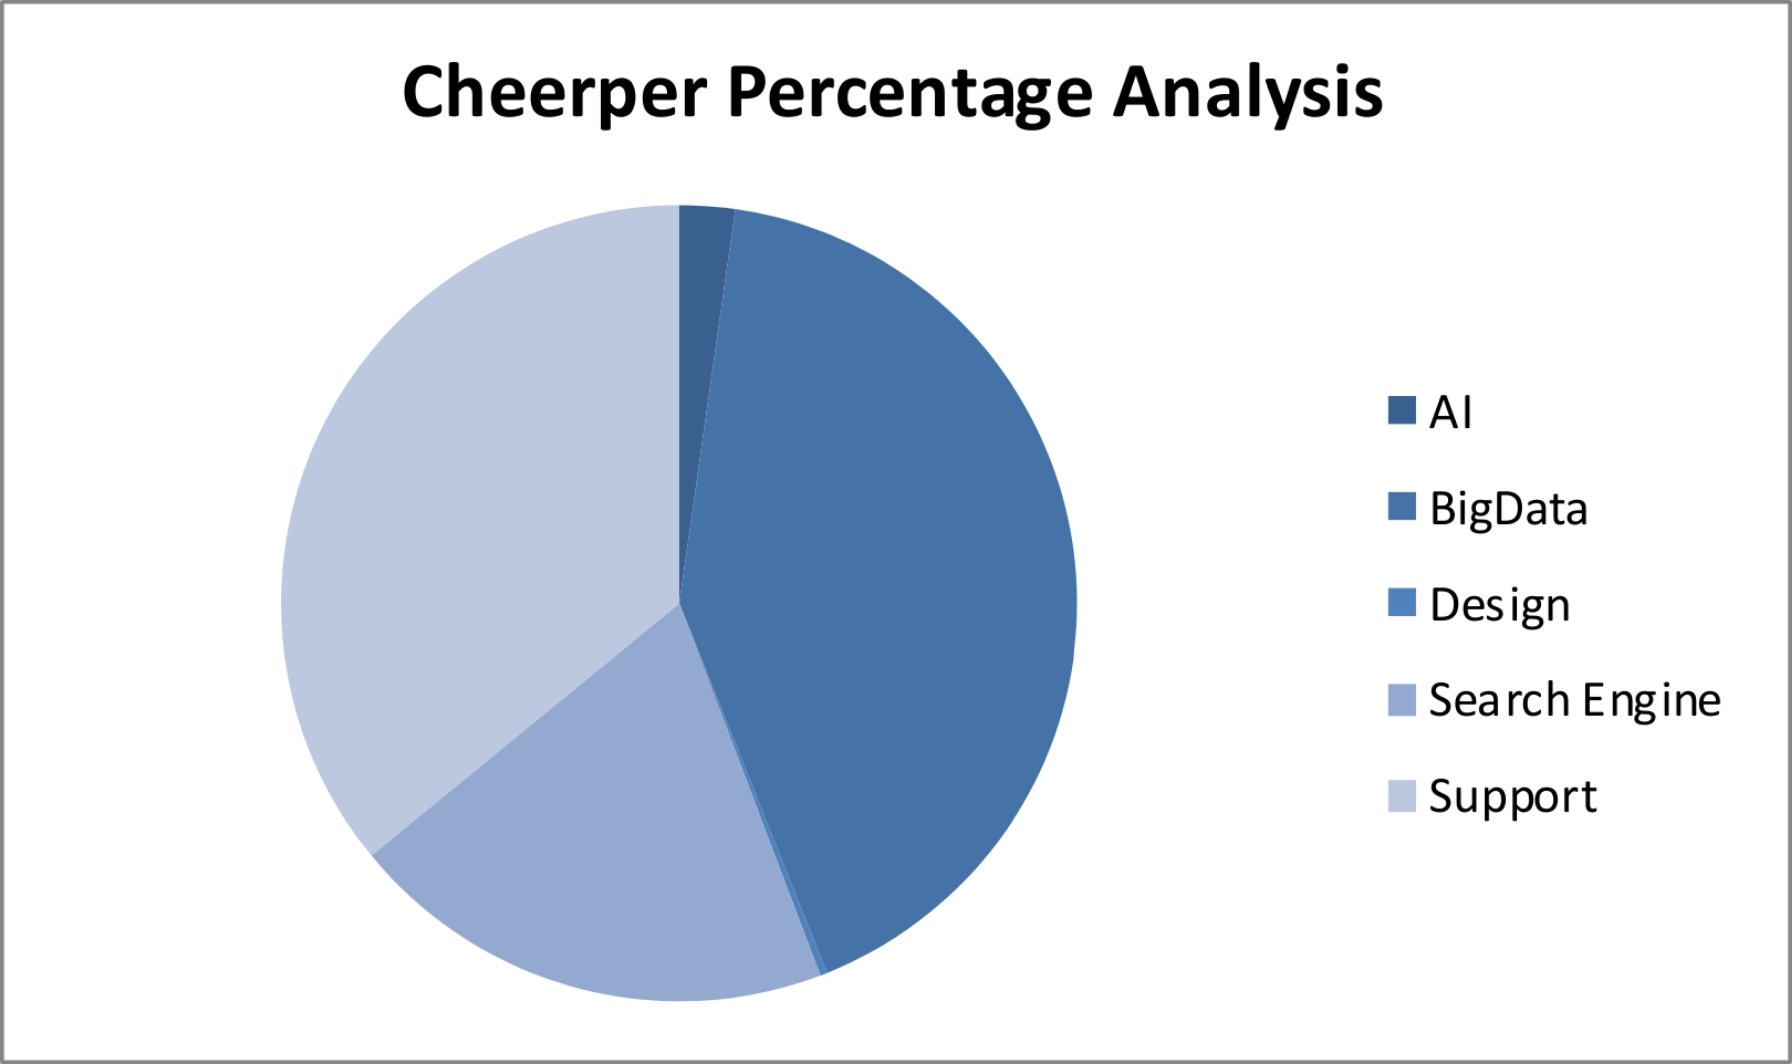 Cheerper Percentage Analysis
AI
BigData
Design
Search Engine
Support